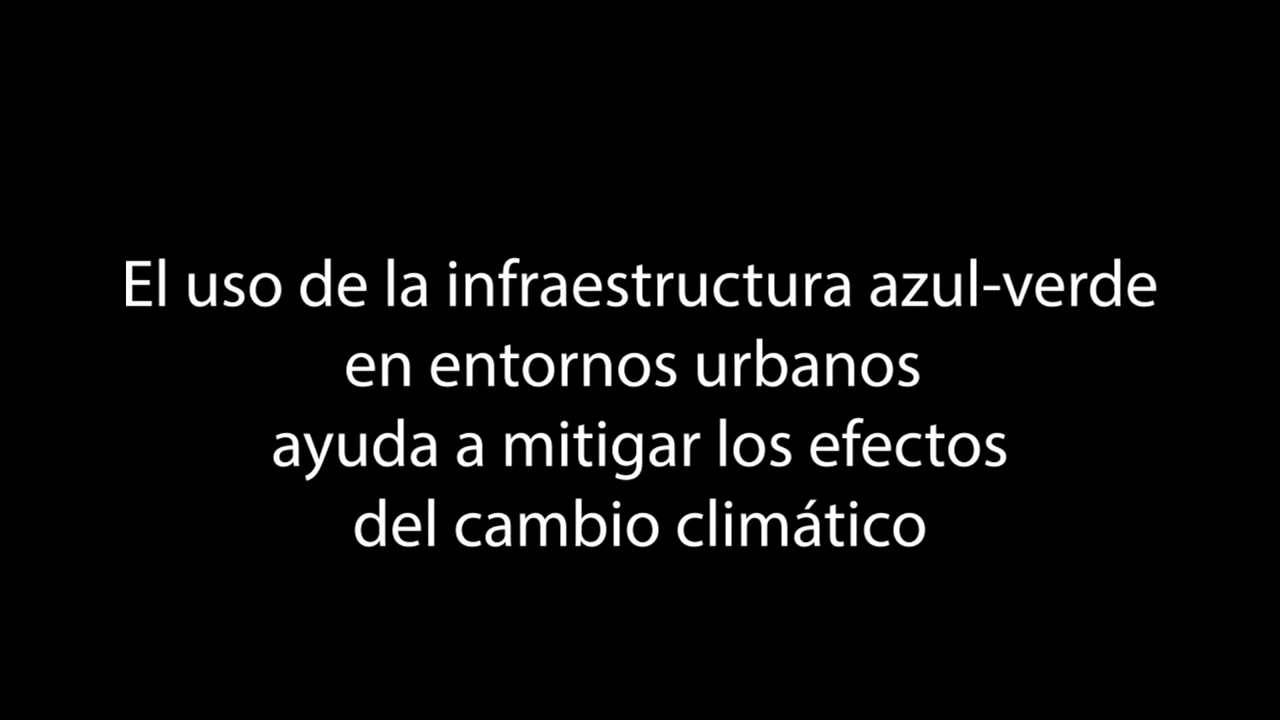 El uso de la infraestructura azul-verde
en entornos urbanos
ayuda a mitigar los efectos
del cambio climático